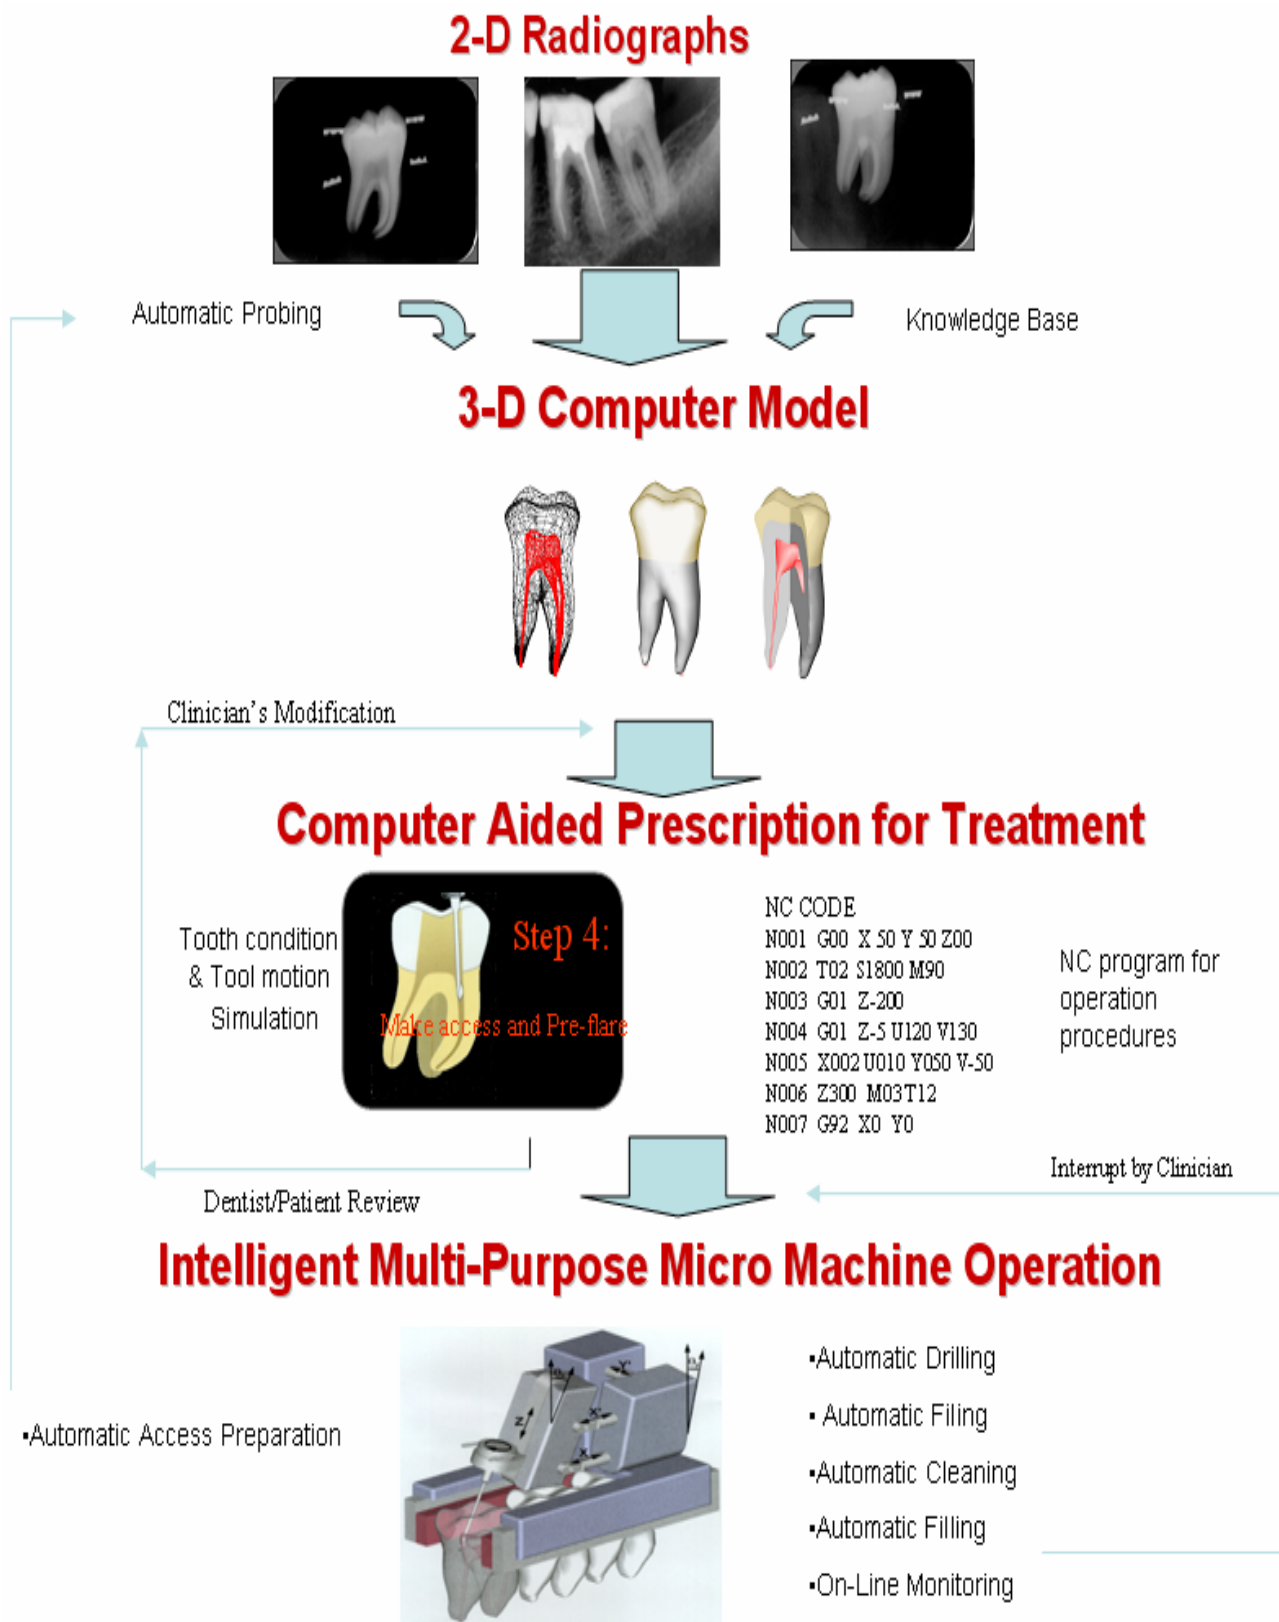 2-D Radiographs
Automatic Probing
Knowledge Base
3-D Computer Model
Clinician's Modification
Computer Aided Prescription for Treatment
Tooth condition
& Tool motion
Simulation
Step 4:
Make access and Pre-flare
NC CODE
N001 G00 X 50 Y 50 Z00
N002 T02 S1800 M90
N003 G01 Z-200
N004 G01 Z-5 U120 V130
N005 X002 U010 Y050 V-50
N006 Z300 M03T12
N007 G92 X0 Y0
NC program for
operation
procedures
Interrupt by Clinician
Dentist/Patient Review
Intelligent Multi-Purpose Micro Machine Operation
▪Automatic Access Preparation
▪Automatic Drilling
▪ Automatic Filing
▪Automatic Cleaning
▪Automatic Filling
▪On-Line Monitoring